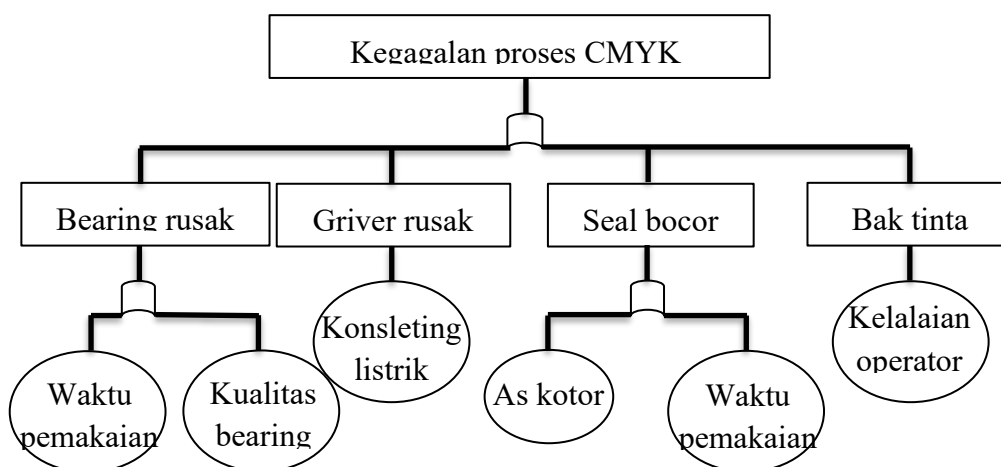 Kegagalan proses CMYK
Bearing rusak
Griver rusak
Seal bocor
Bak tinta
Waktu
pemakaian
Kualitas
bearing
Konsleting
listrik
As kotor
Waktu
pemakaian
Kelalaian
operator